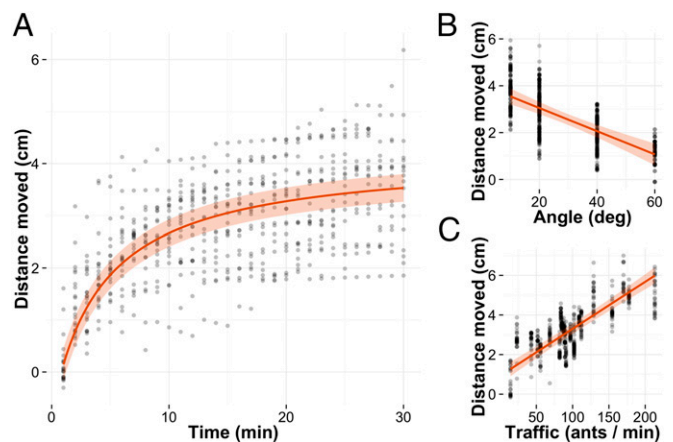 A
Distance moved (cm)
6
4
2
0
0
10
20
30
Time (min)
B
Distance moved (cm)
6
4
2
0
20
40
60
Angle (deg)
C
Distance moved (cm)
6
4
2
0
50
100
150
200
Traffic (ants / min)